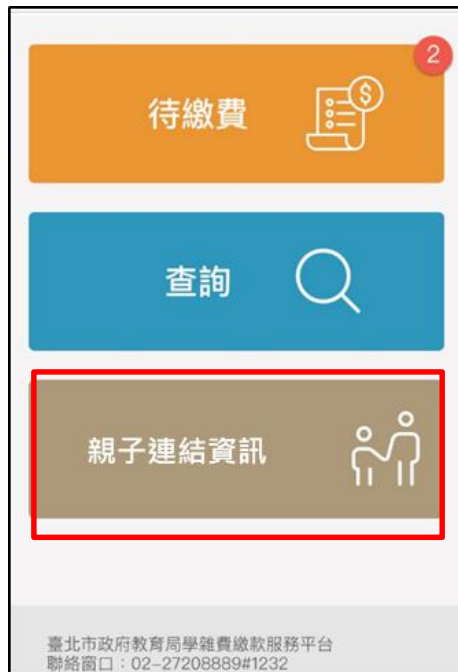 2
待繳費
查詢
親子連結資訊
臺北市政府教育局學雜費繳款服務平台
聯絡窗口：02-27208889#1232